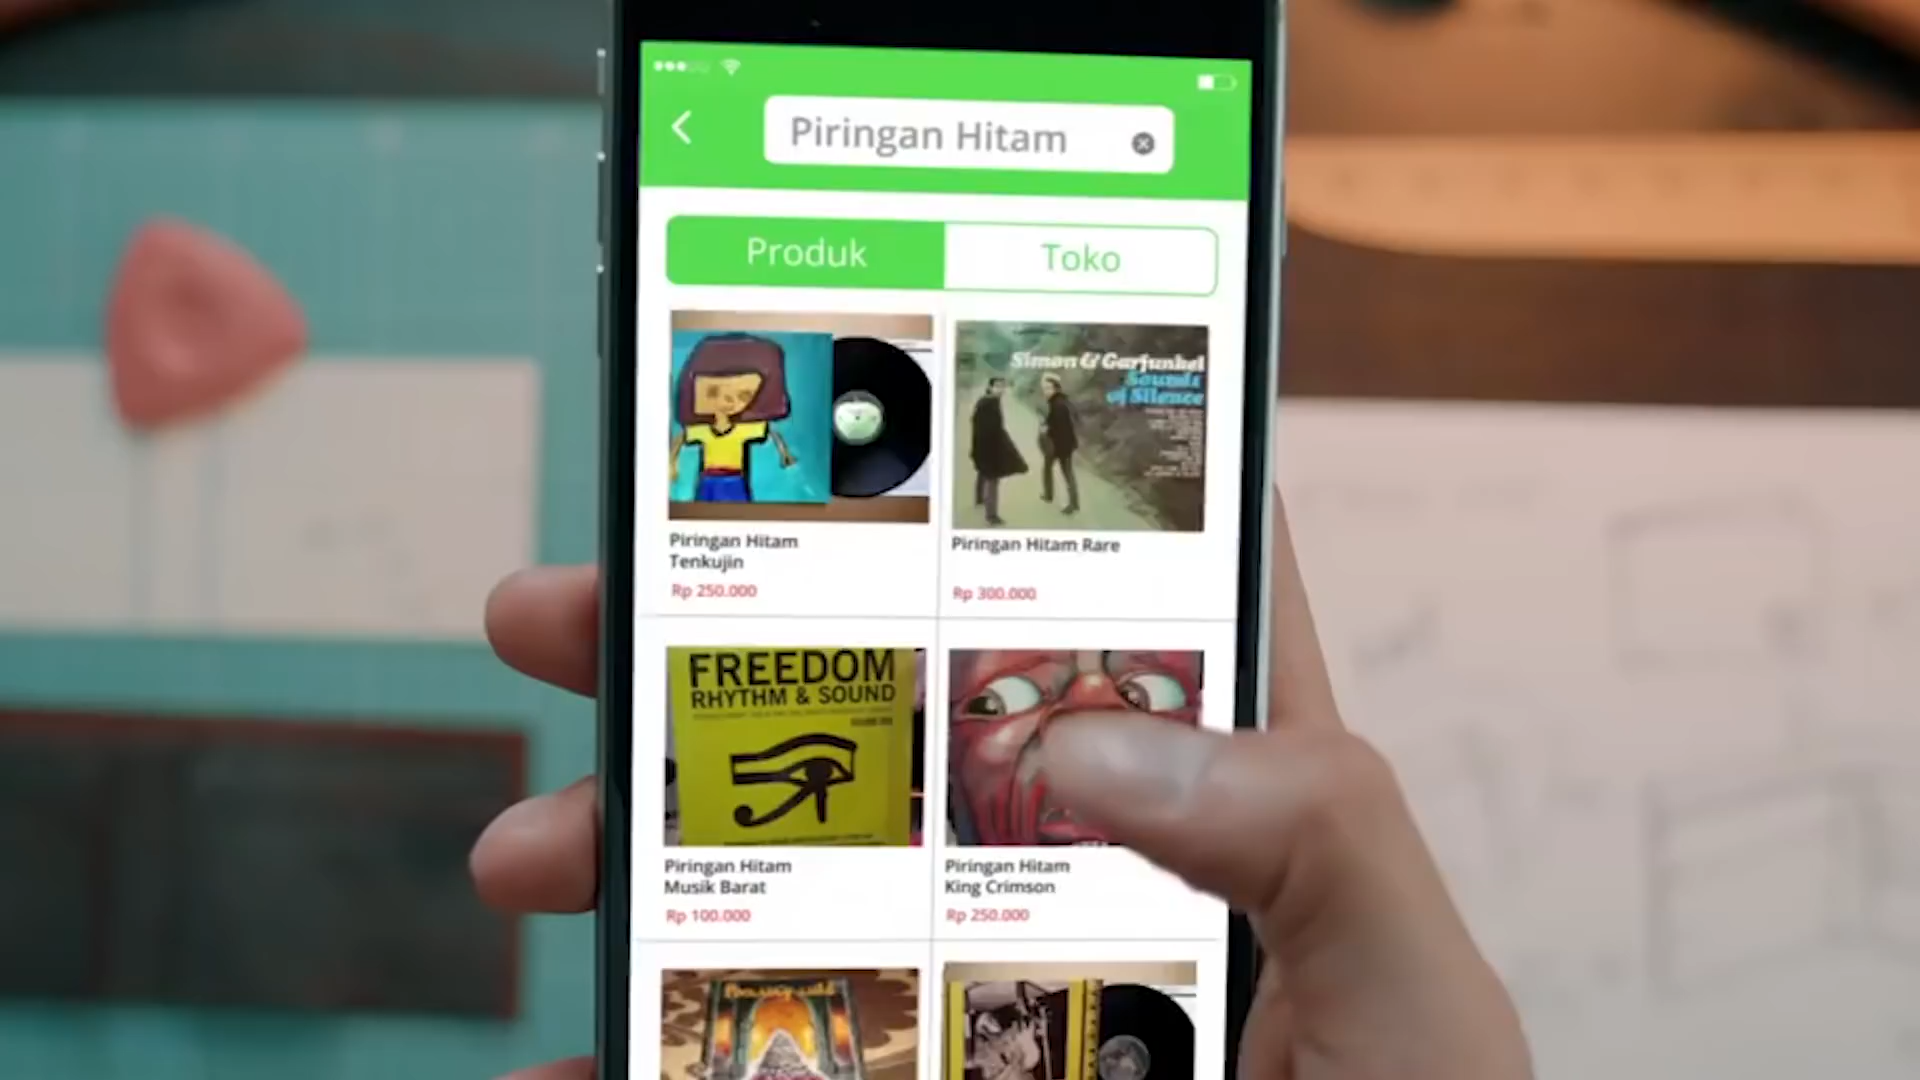 Piringan Hitam
Produk
Toko
Simon & Garfunkel
Sounds
of Silence
Piringan Hitam
Tenkujin
Rp 250.000
Piringan Hitam Rare
Rp 300.000
FREEDOM
RHYTHM & SOUND
Piringan Hitam
Musik Barat
Rp 100.000
Piringan Hitam
King Crimson
Rp 250.000